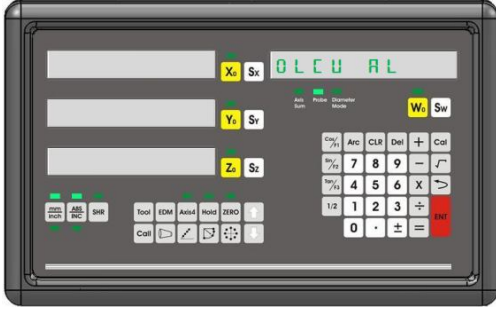 X₀ Sx OLCU AL
Axis Sum Probe Diameter Mode
W₀ Sw
Y₀ Sy
Cos/F1 Arc CLR Del + Cal
Z₀ Sz
Sin/F2 7 8 9 − √
Tan/F3 4 5 6 X
mm Inch ABS INC SHR
Tool EDM Axis4 Hold ZERO
1/2 1 2 3 ÷ ENT
Call
0 · ± =